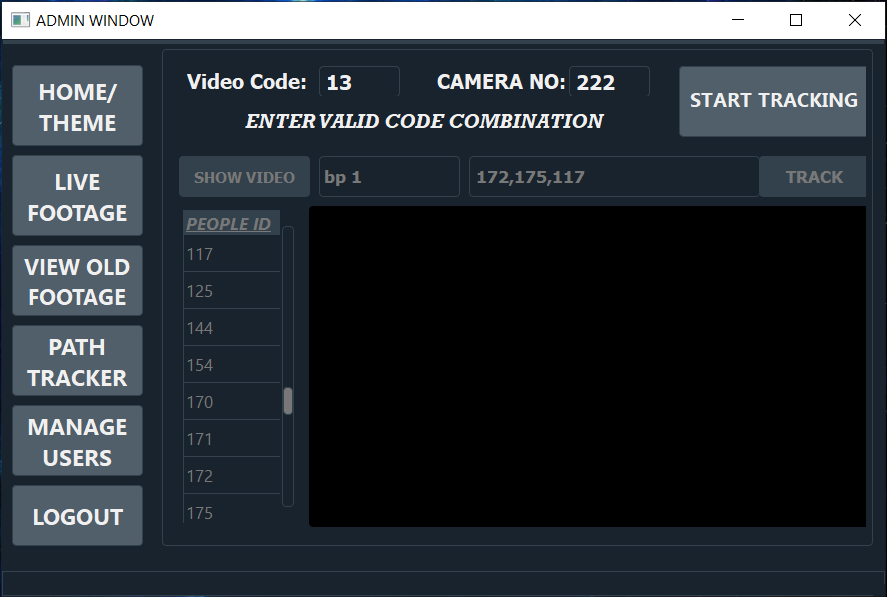 ADMIN WINDOW
HOME/
THEME
LIVE
FOOTAGE
VIEW OLD
FOOTAGE
PATH
TRACKER
MANAGE
USERS
LOGOUT
Video Code: 13 CAMERA NO: 222
START TRACKING
ENTER VALID CODE COMBINATION
SHOW VIDEO bp 1 172,175,117 TRACK
PEOPLE ID
117
125
144
154
170
171
172
175